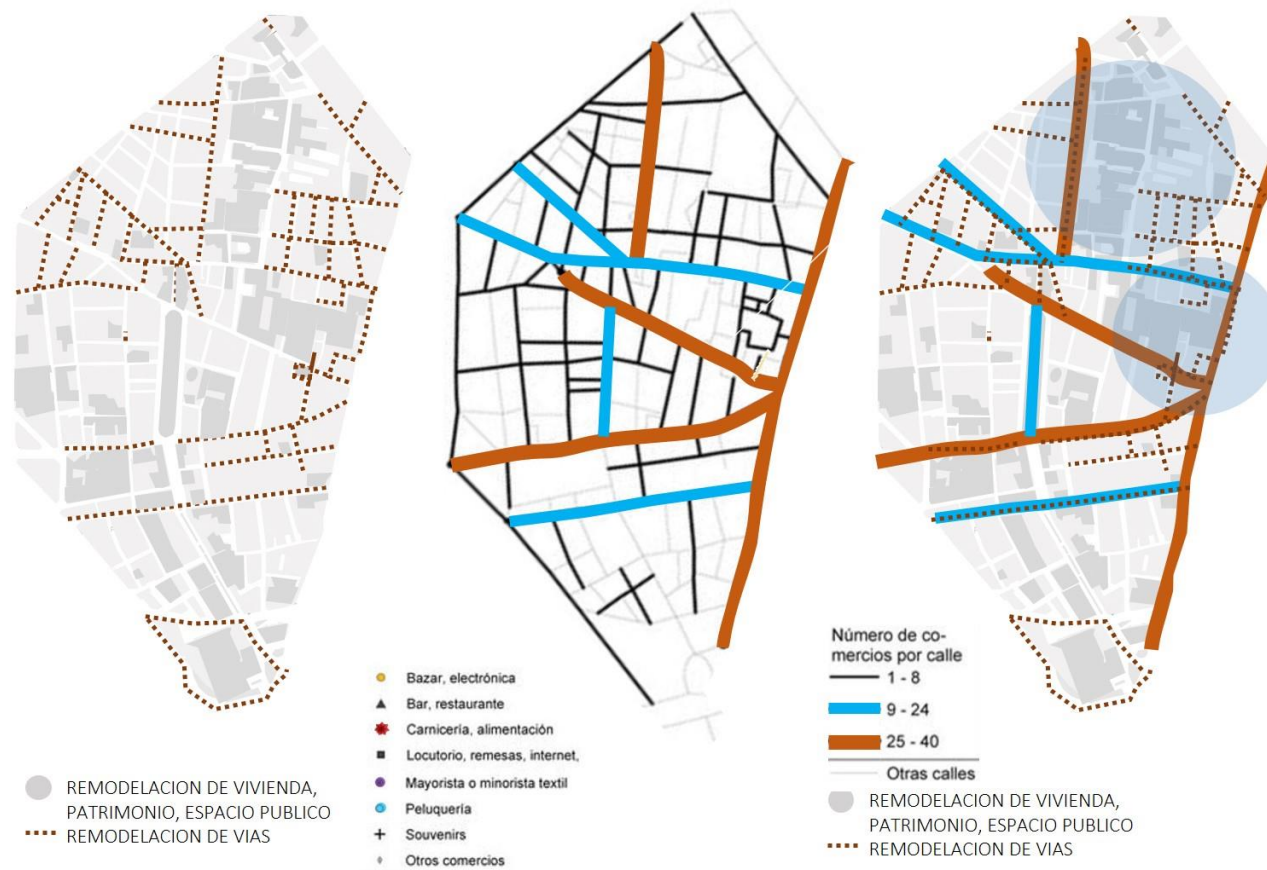 Bazar, electrónica
Bar, restaurante
Carnicería, alimentación
Locutorio, remesas, internet,
Mayorista o minorista textil
Peluquería
Souvenirs
Otros comercios
REMODELACION DE VIVIENDA,
PATRIMONIO, ESPACIO PUBLICO
REMODELACION DE VIAS
Número de co-
mercios por calle
1 - 8
9 - 24
25 - 40
Otras calles
REMODELACION DE VIVIENDA,
PATRIMONIO, ESPACIO PUBLICO
REMODELACION DE VIAS